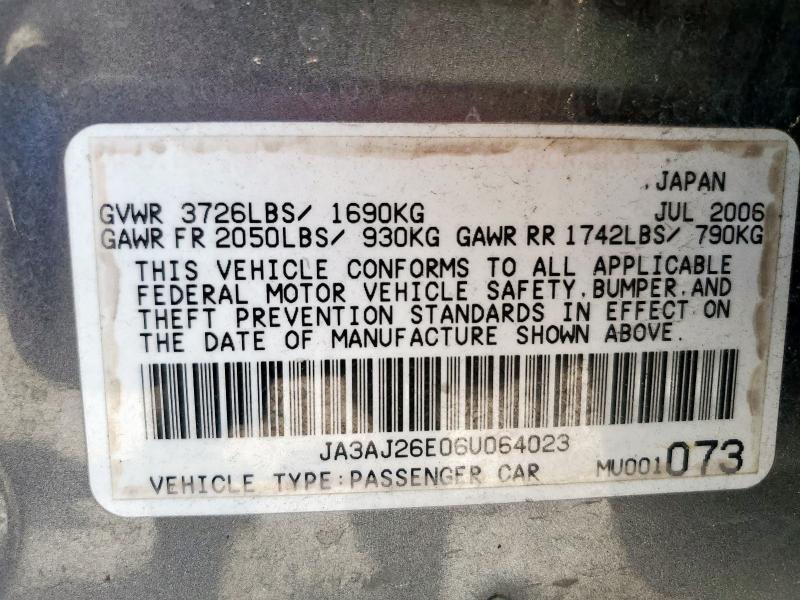 JAPAN
GVWR 3726LBS/ 1690KG JUL 2006
GAWR FR 2050LBS/ 930KG GAWR RR 1742LBS/ 790KG
THIS VEHICLE CONFORMS TO ALL APPLICABLE
FEDERAL MOTOR VEHICLE SAFETY, BUMPER, AND
THEFT PREVENTION STANDARDS IN EFFECT ON
THE DATE OF MANUFACTURE SHOWN ABOVE.
JA3AJ26E06U064023
VEHICLE TYPE:PASSENGER CAR MU001073